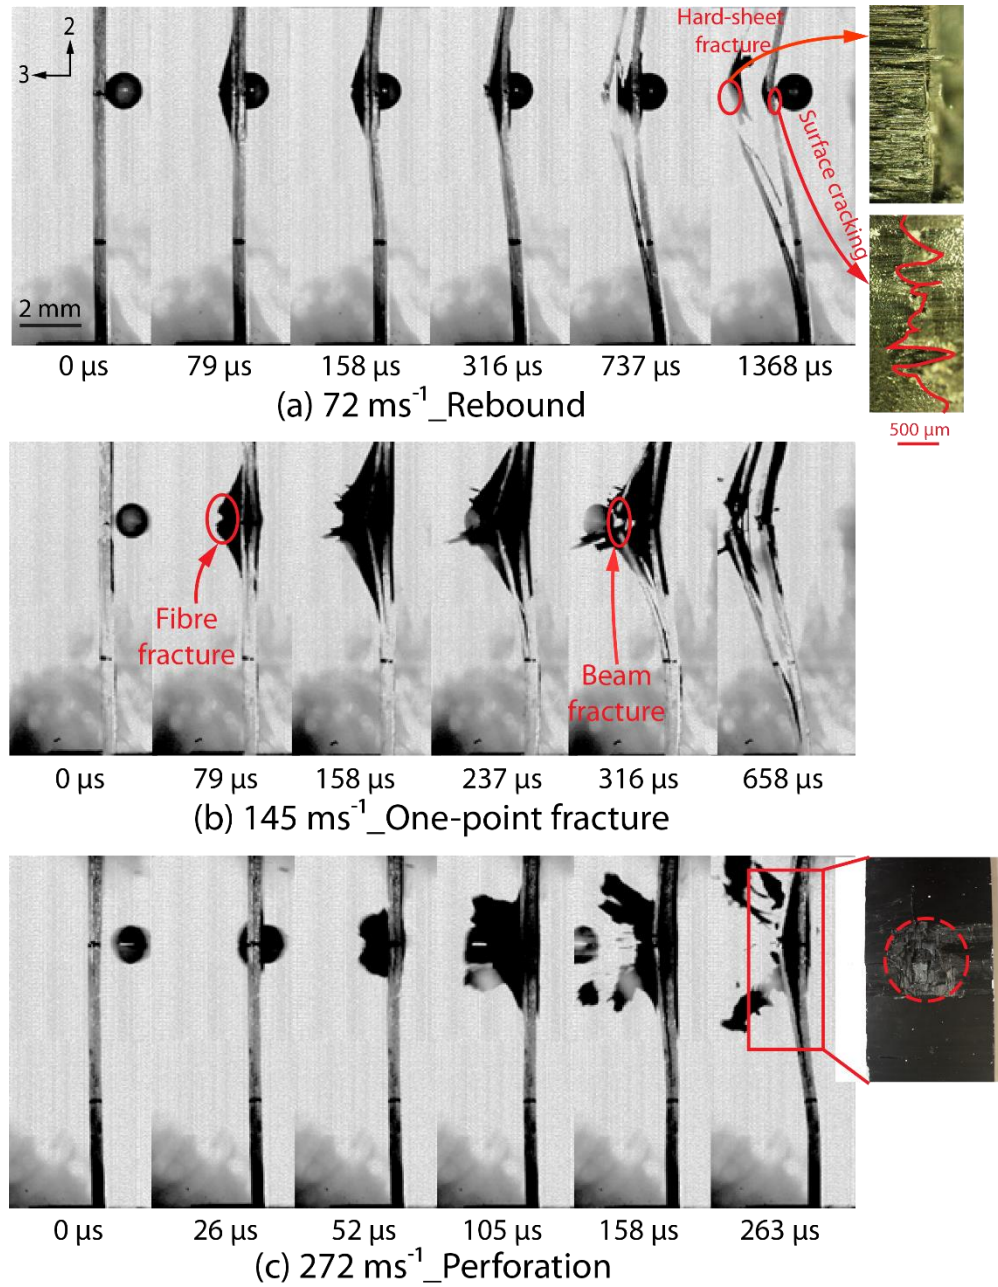 2
3
Hard-sheet
fracture
Surface cracking
2 mm
0 µs
79 µs
158 µs
316 µs
737 µs
1368 µs
(a) 72 ms⁻¹_Rebound
500 µm
Fibre
fracture
Beam
fracture
0 µs
79 µs
158 µs
237 µs
316 µs
658 µs
(b) 145 ms⁻¹_One-point fracture
0 µs
26 µs
52 µs
105 µs
158 µs
263 µs
(c) 272 ms⁻¹_Perforation